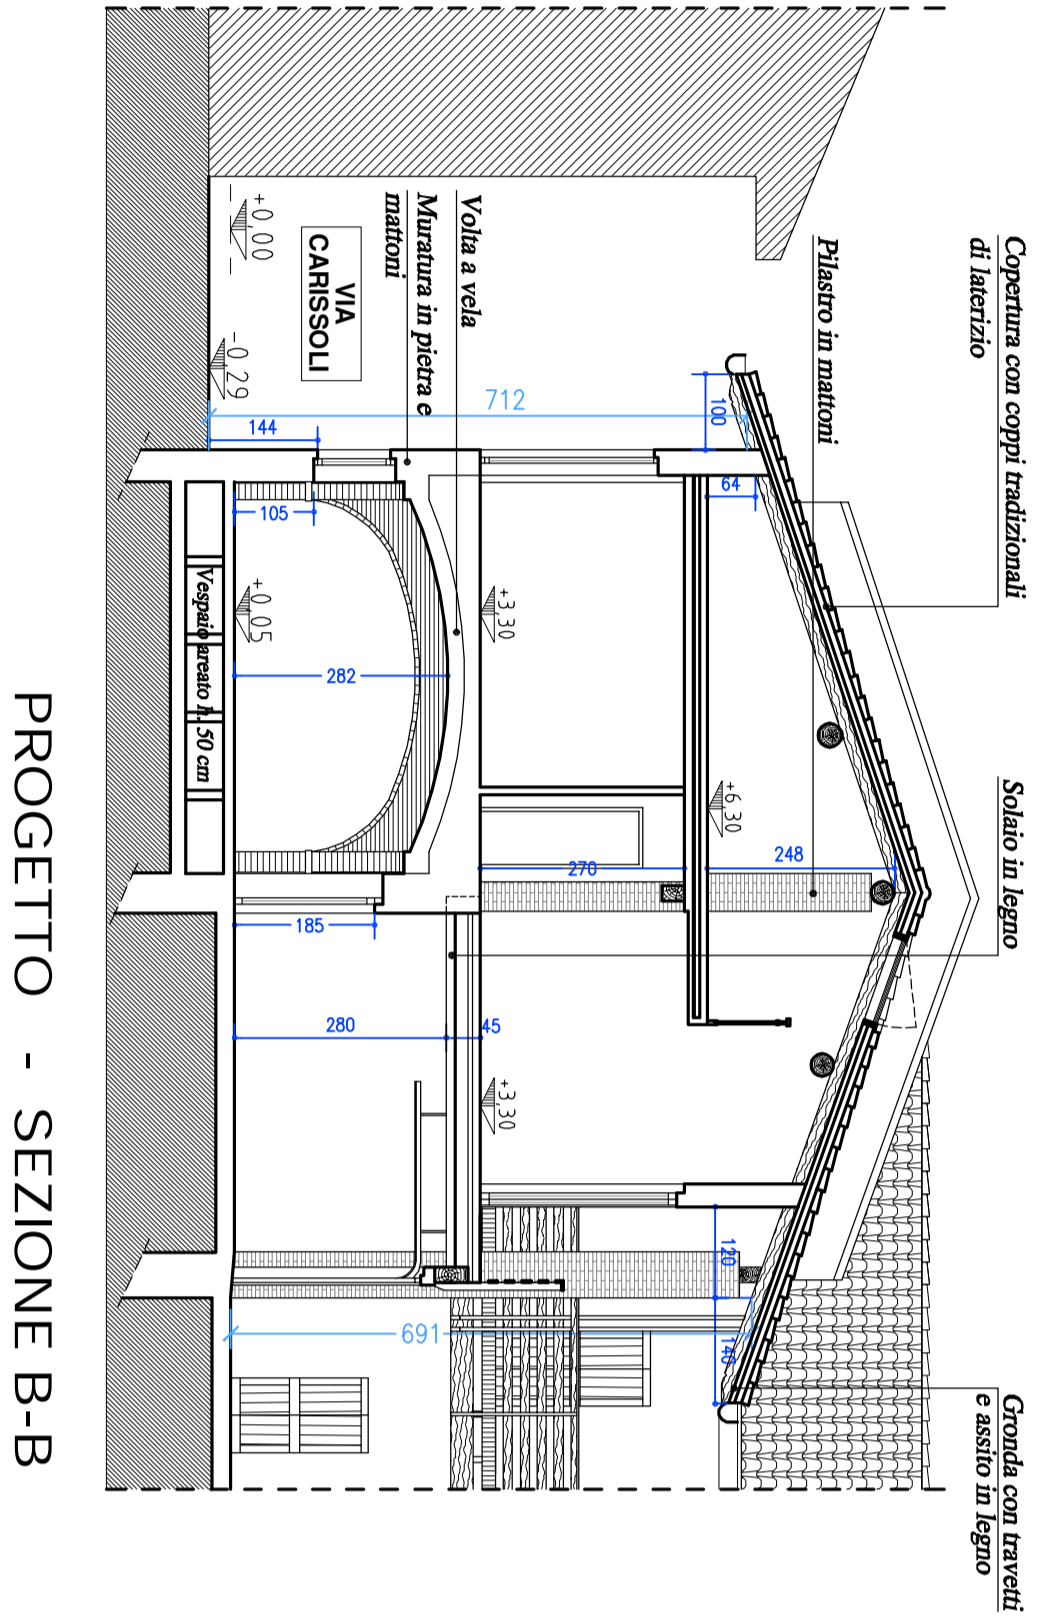 Copertura con coppi tradizionali
di laterizio
Solaio in legno
Gronda con travetti
e assito in legno
Pilastro in mattoni
Volta a vela
Muratura in pietra e
mattoni
VIA
CARISSOLI
+0,00
-0,29
712
100
144
64
105
+0,05
282
+3,30
+6,30
248
270
185
280
45
+3,30
120
140
691
Vespaio areato h. 50 cm
PROGETTO - SEZIONE B-B